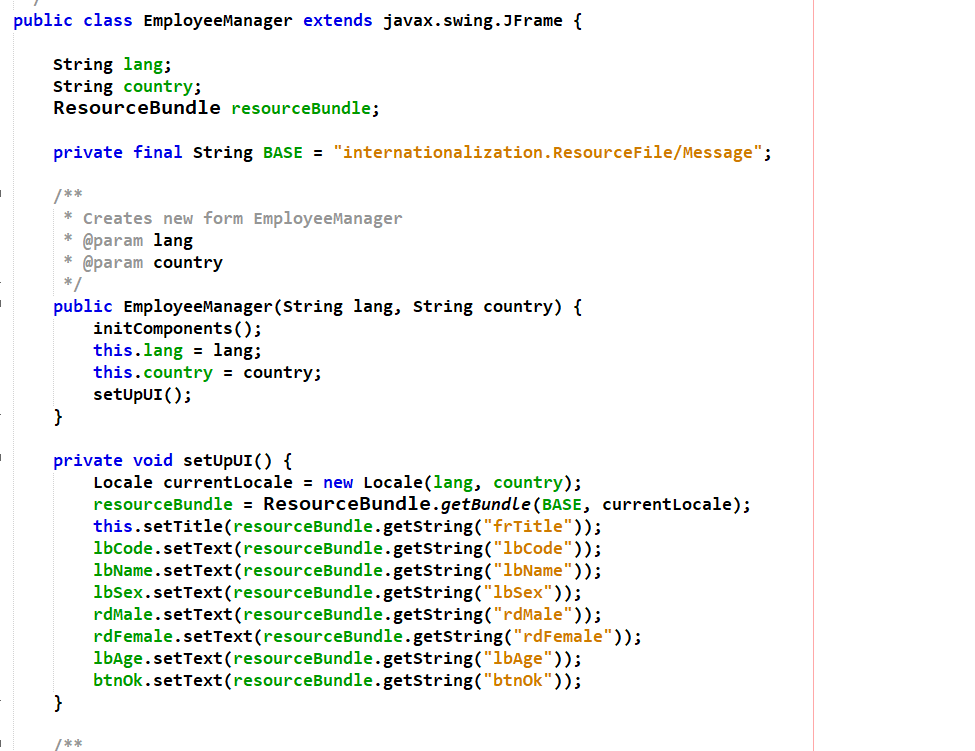 public class EmployeeManager extends javax.swing.JFrame {
String lang;
String country;
ResourceBundle resourceBundle;
private final String BASE = "internationalization.ResourceFile/Message";
/**
* Creates new form EmployeeManager
* @param lang
* @param country
*/
public EmployeeManager(String lang, String country) {
initComponents();
this.lang = lang;
this.country = country;
setUpUI();
}
private void setUpUI() {
Locale currentLocale = new Locale(lang, country);
resourceBundle = ResourceBundle.getBundle(BASE, currentLocale);
this.setTitle(resourceBundle.getString("frTitle"));
lbCode.setText(resourceBundle.getString("lbCode"));
lbName.setText(resourceBundle.getString("lbName"));
lbSex.setText(resourceBundle.getString("lbSex"));
rdMale.setText(resourceBundle.getString("rdMale"));
rdFemale.setText(resourceBundle.getString("rdFemale"));
lbAge.setText(resourceBundle.getString("lbAge"));
btnOk.setText(resourceBundle.getString("btnOk"));
}
/**